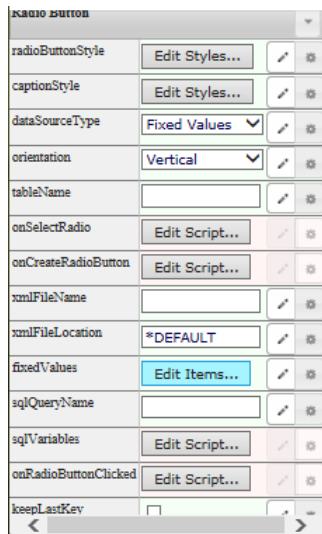 Radio Button
radioButtonStyle Edit Styles...
captionStyle Edit Styles...
dataSourceType Fixed Values
orientation Vertical
tableName
onSelectRadio Edit Script...
onCreateRadioButton Edit Script...
xmlFileName
xmlFileLocation *DEFAULT
fixedValues Edit Items...
sqlQueryName
sqlVariables Edit Script...
onRadioButtonClicked Edit Script...
keepLastKey